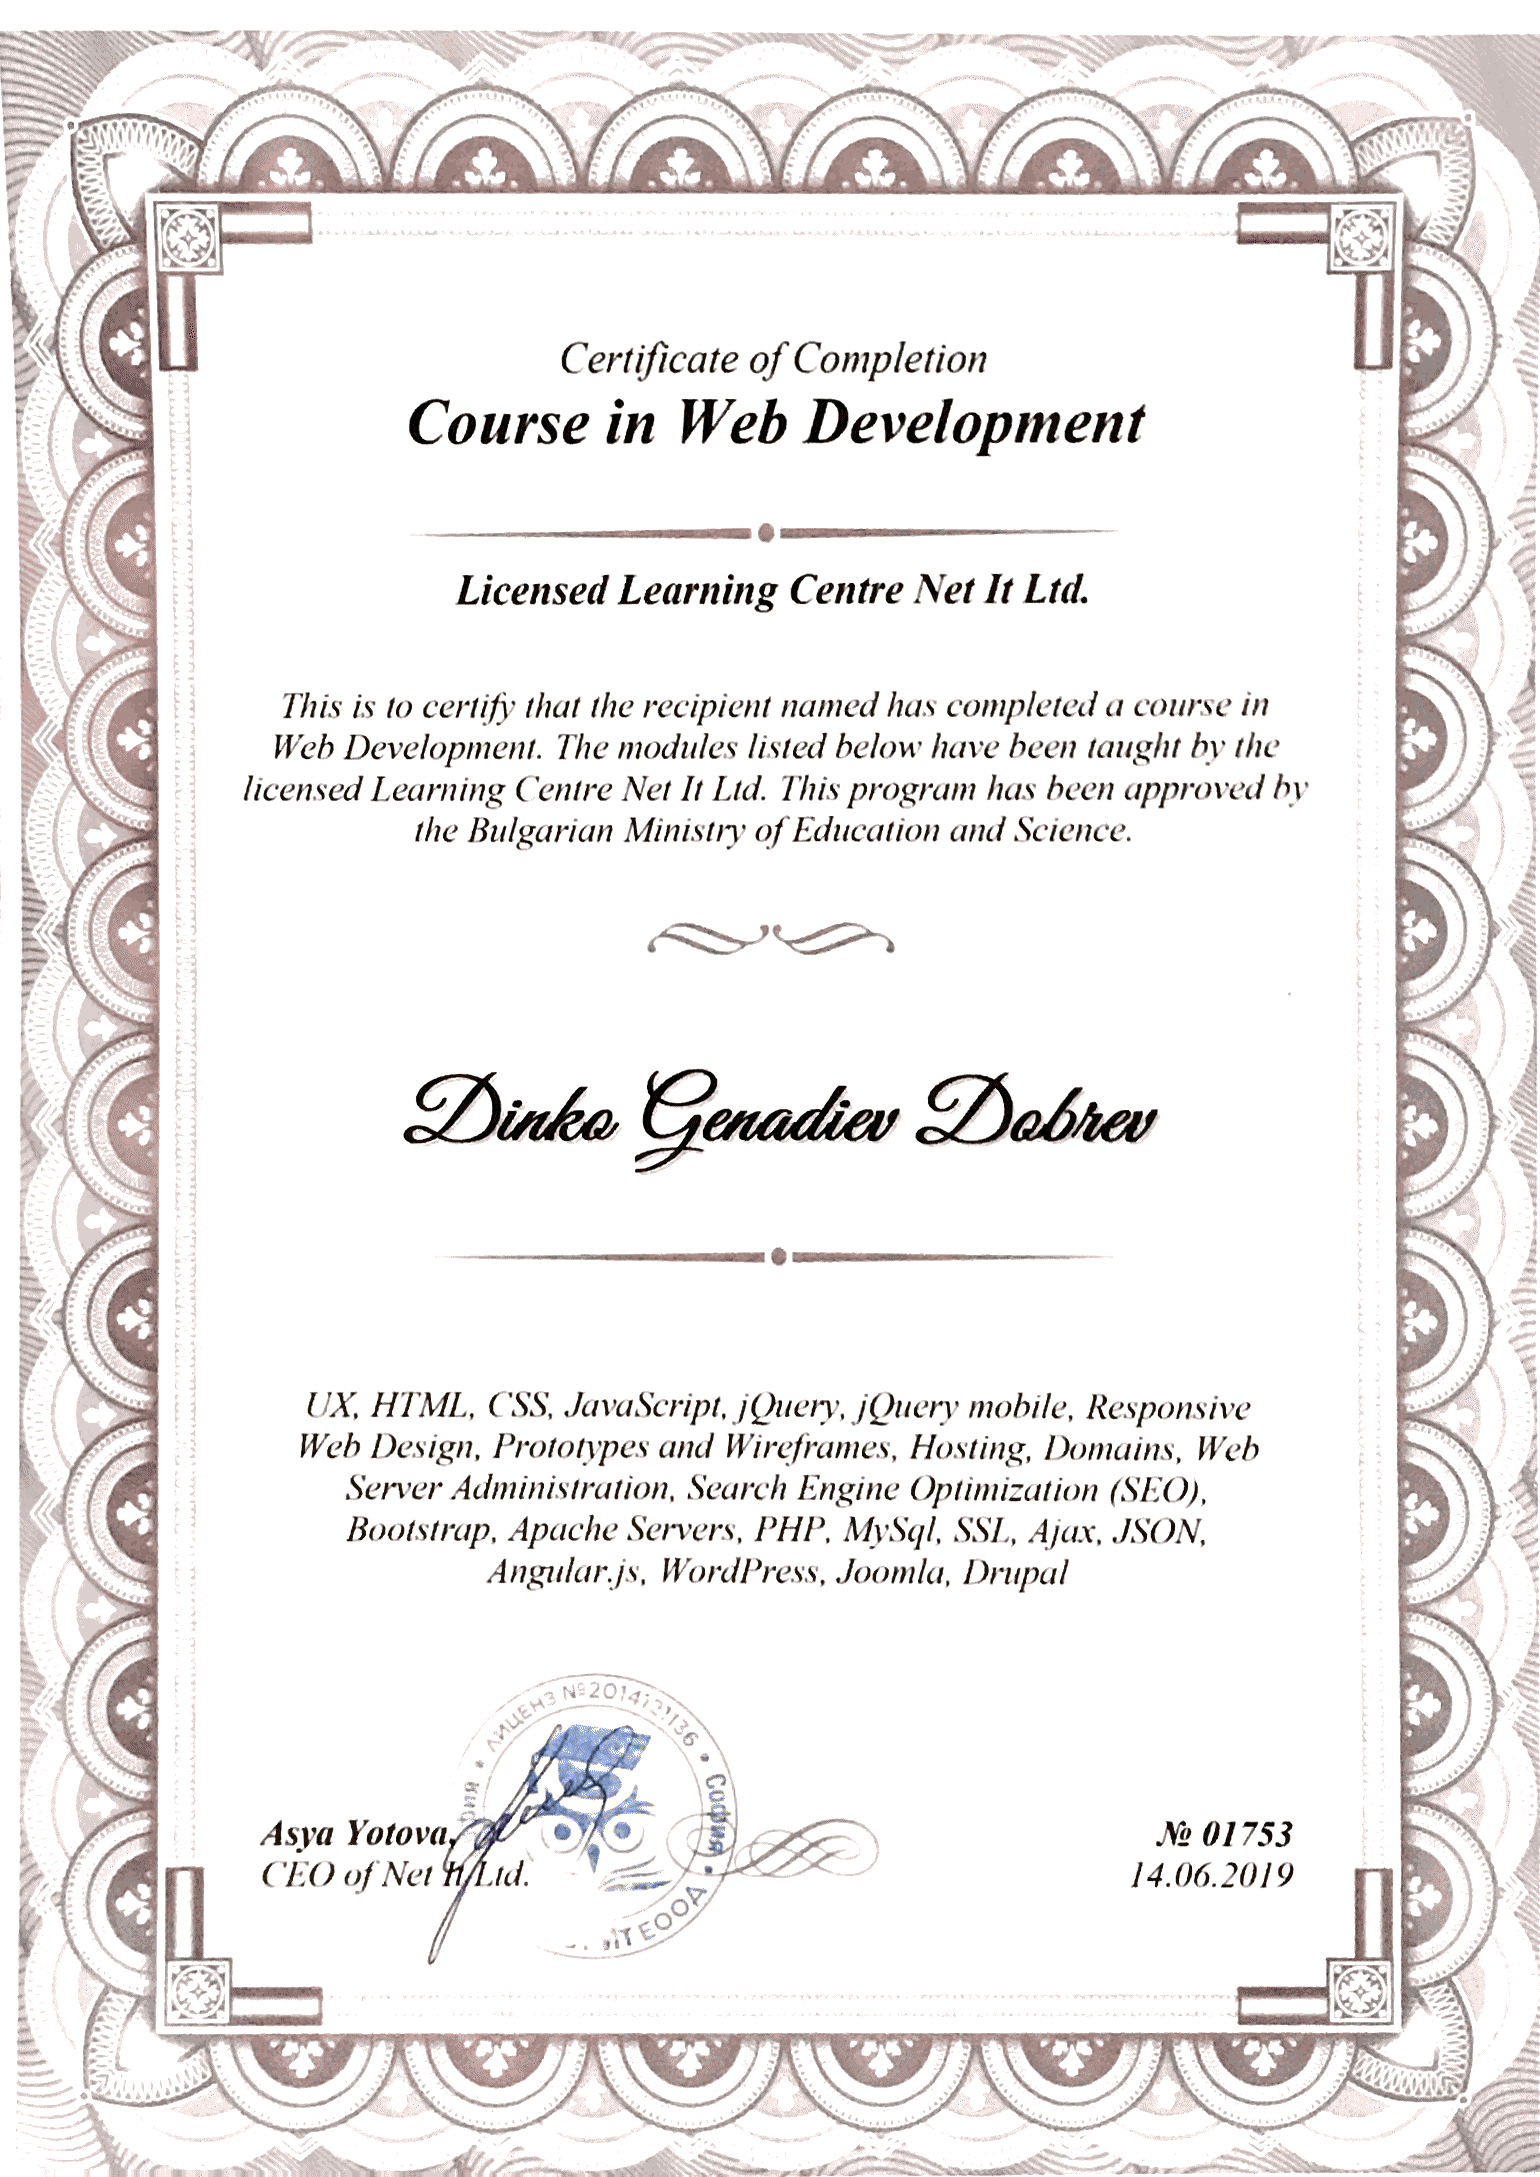 Certificate of Completion
Course in Web Development
Licensed Learning Centre Net It Ltd.
This is to certify that the recipient named has completed a course in
Web Development. The modules listed below have been taught by the
licensed Learning Centre Net It Ltd. This program has been approved by
the Bulgarian Ministry of Education and Science.
Dinko Genadiev Dobrev
UX, HTML, CSS, JavaScript, jQuery, jQuery mobile, Responsive
Web Design, Prototypes and Wireframes, Hosting, Domains, Web
Server Administration, Search Engine Optimization (SEO),
Bootstrap, Apache Servers, PHP, MySql, SSL, Ajax, JSON,
Angular.js, WordPress, Joomla, Drupal
ЛИЦЕНЗ
• София •
ЕООД
Asya Yotova,
CEO of Net It Ltd.
№ 01753
14.06.2019